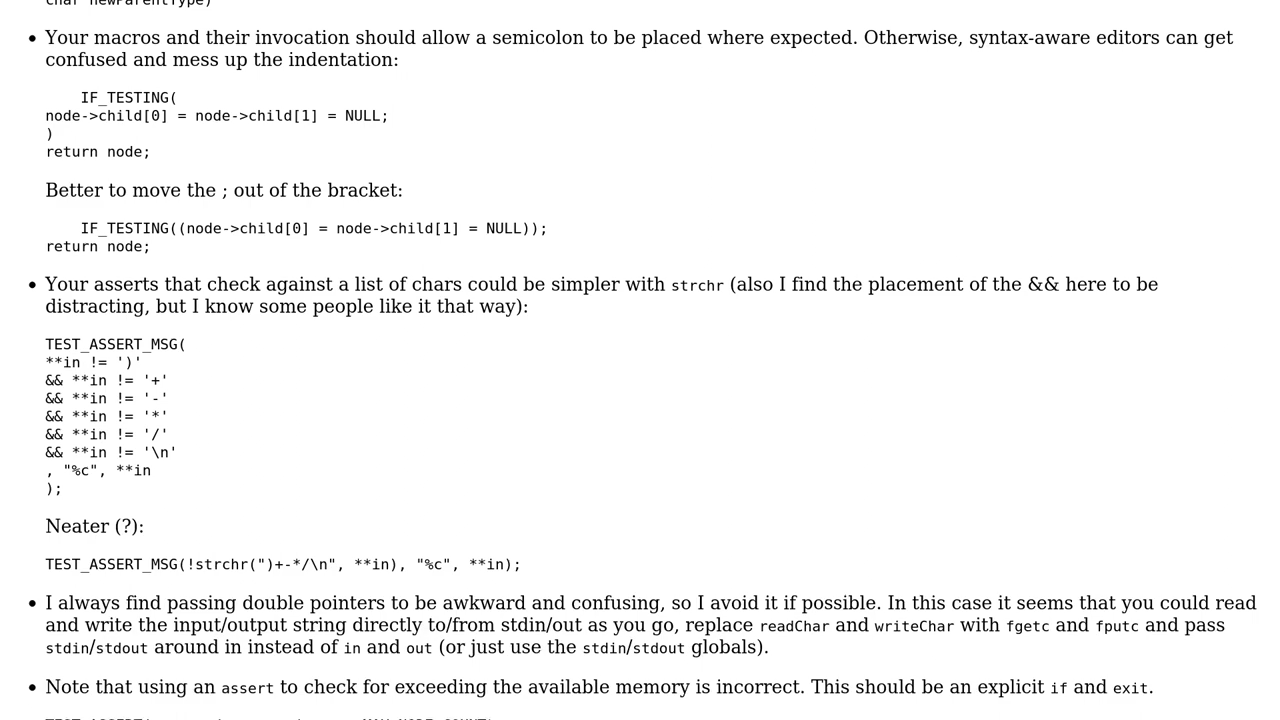 Your macros and their invocation should allow a semicolon to be placed where expected. Otherwise, syntax-aware editors can get
confused and mess up the indentation:
IF_TESTING(
node->child[0] = node->child[1] = NULL;
)
return node;
Better to move the ; out of the bracket:
IF_TESTING((node->child[0] = node->child[1] = NULL));
return node;
Your asserts that check against a list of chars could be simpler with strchr (also I find the placement of the && here to be
distracting, but I know some people like it that way):
TEST_ASSERT_MSG(
**in != ')'
&& **in != '+'
&& **in != '-'
&& **in != '*'
&& **in != '/'
&& **in != '\n'
, "%c", **in
);
Neater (?):
TEST_ASSERT_MSG(!strchr(")+-*/\n", **in), "%c", **in);
I always find passing double pointers to be awkward and confusing, so I avoid it if possible. In this case it seems that you could read
and write the input/output string directly to/from stdin/out as you go, replace readChar and writeChar with fgetc and fputc and pass
stdin/stdout around in instead of in and out (or just use the stdin/stdout globals).
Note that using an assert to check for exceeding the available memory is incorrect. This should be an explicit if and exit.